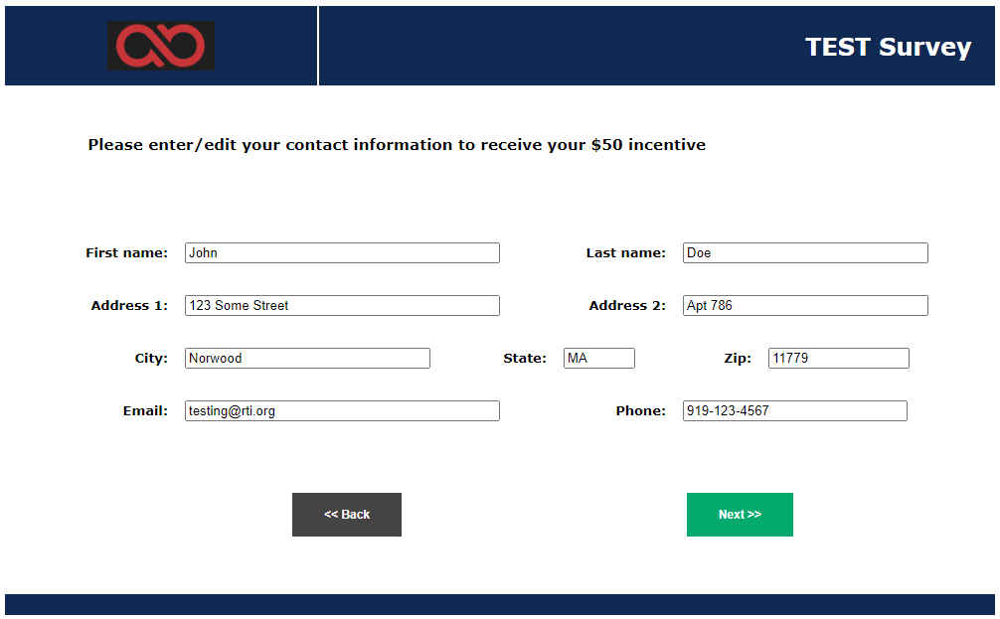 TEST Survey
Please enter/edit your contact information to receive your $50 incentive
First name: John Last name: Doe
Address 1: 123 Some Street Address 2: Apt 786
City: Norwood State: MA Zip: 11779
Email: testing@rti.org Phone: 919-123-4567
<< Back Next >>